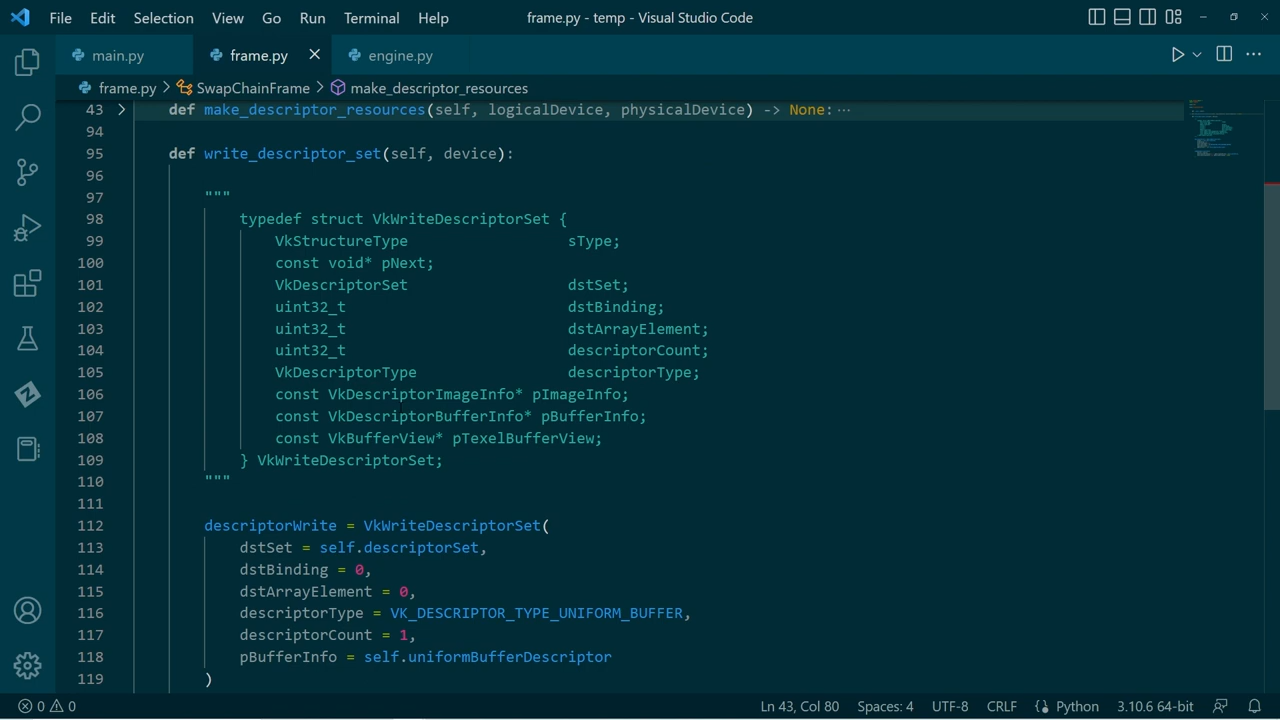 File Edit Selection View Go Run Terminal Help frame.py - temp - Visual Studio Code
main.py frame.py engine.py
frame.py > SwapChainFrame > make_descriptor_resources
43 def make_descriptor_resources(self, logicalDevice, physicalDevice) -> None: ···
94
95 def write_descriptor_set(self, device):
96
97 """
98 typedef struct VkWriteDescriptorSet {
99 VkStructureType sType;
100 const void* pNext;
101 VkDescriptorSet dstSet;
102 uint32_t dstBinding;
103 uint32_t dstArrayElement;
104 uint32_t descriptorCount;
105 VkDescriptorType descriptorType;
106 const VkDescriptorImageInfo* pImageInfo;
107 const VkDescriptorBufferInfo* pBufferInfo;
108 const VkBufferView* pTexelBufferView;
109 } VkWriteDescriptorSet;
110 """
111
112 descriptorWrite = VkWriteDescriptorSet(
113 dstSet = self.descriptorSet,
114 dstBinding = 0,
115 dstArrayElement = 0,
116 descriptorType = VK_DESCRIPTOR_TYPE_UNIFORM_BUFFER,
117 descriptorCount = 1,
118 pBufferInfo = self.uniformBufferDescriptor
119 )
0 0 Ln 43, Col 80 Spaces: 4 UTF-8 CRLF Python 3.10.6 64-bit